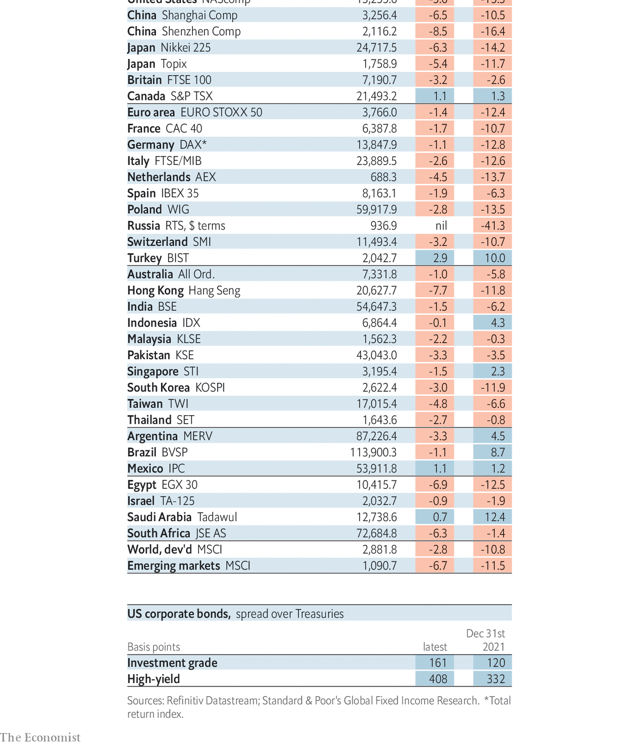 China Shanghai Comp 3,256.4 -6.5 -10.5
China Shenzhen Comp 2,116.2 -8.5 -16.4
Japan Nikkei 225 24,717.5 -6.3 -14.2
Japan Topix 1,758.9 -5.4 -11.7
Britain FTSE 100 7,190.7 -3.2 -2.6
Canada S&P TSX 21,493.2 1.1 1.3
Euro area EURO STOXX 50 3,766.0 -1.4 -12.4
France CAC 40 6,387.8 -1.7 -10.7
Germany DAX* 13,847.9 -1.1 -12.8
Italy FTSE/MIB 23,889.5 -2.6 -12.6
Netherlands AEX 688.3 -4.5 -13.7
Spain IBEX 35 8,163.1 -1.9 -6.3
Poland WIG 59,917.9 -2.8 -13.5
Russia RTS, $ terms 936.9 nil -41.3
Switzerland SMI 11,493.4 -3.2 -10.7
Turkey BIST 2,042.7 2.9 10.0
Australia All Ord. 7,331.8 -1.0 -5.8
Hong Kong Hang Seng 20,627.7 -7.7 -11.8
India BSE 54,647.3 -1.5 -6.2
Indonesia IDX 6,864.4 -0.1 4.3
Malaysia KLSE 1,562.3 -2.2 -0.3
Pakistan KSE 43,043.0 -3.3 -3.5
Singapore STI 3,195.4 -1.5 2.3
South Korea KOSPI 2,622.4 -3.0 -11.9
Taiwan TWI 17,015.4 -4.8 -6.6
Thailand SET 1,643.6 -2.7 -0.8
Argentina MERV 87,226.4 -3.3 4.5
Brazil BVSP 113,900.3 -1.1 8.7
Mexico IPC 53,911.8 1.1 1.2
Egypt EGX 30 10,415.7 -6.9 -12.5
Israel TA-125 2,032.7 -0.9 -1.9
Saudi Arabia Tadawul 12,738.6 0.7 12.4
South Africa JSE AS 72,684.8 -6.3 -1.4
World, dev'd MSCI 2,881.8 -2.8 -10.8
Emerging markets MSCI 1,090.7 -6.7 -11.5
US corporate bonds, spread over Treasuries
Dec 31st
Basis points latest 2021
Investment grade 161 120
High-yield 408 332
Sources: Refinitiv Datastream; Standard & Poor's Global Fixed Income Research. *Total
return index.
The Economist